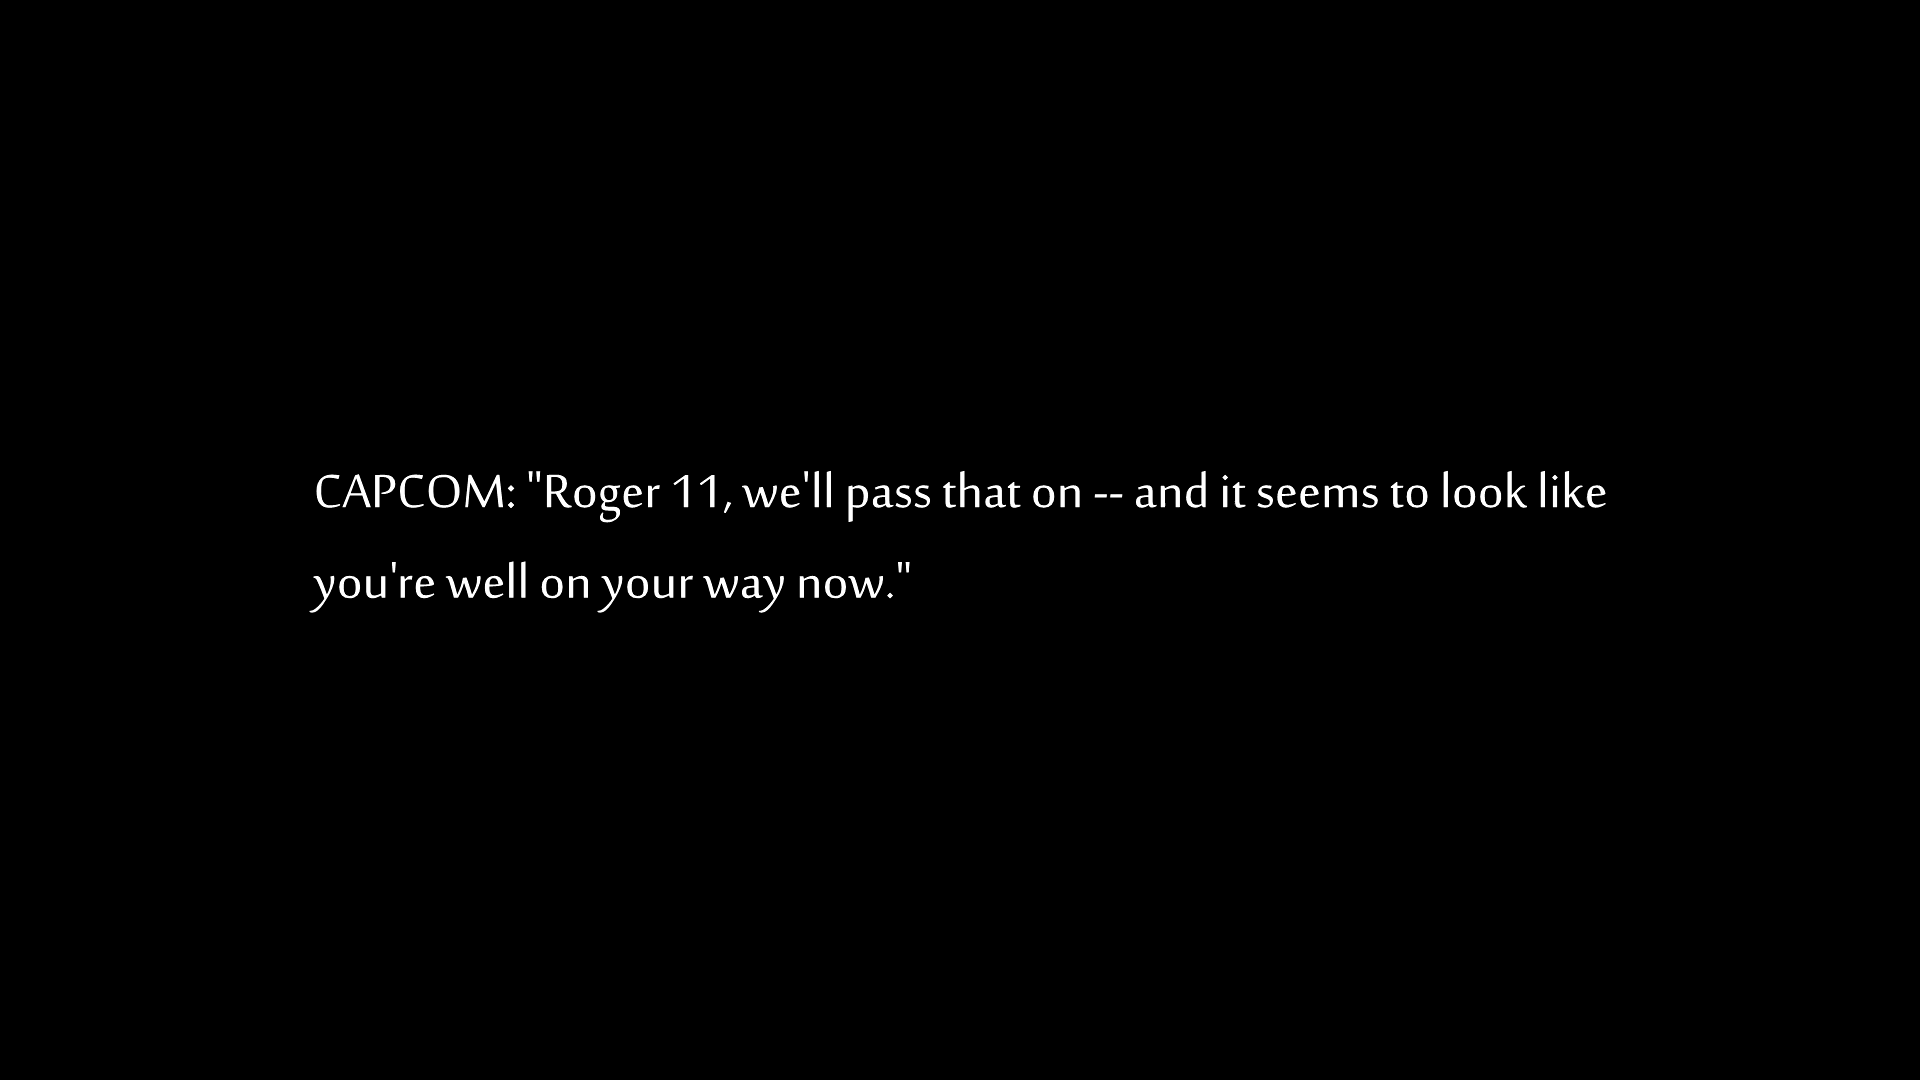 CAPCOM: "Roger 11, we'll pass that on -- and it seems to look like
you're well on your way now."